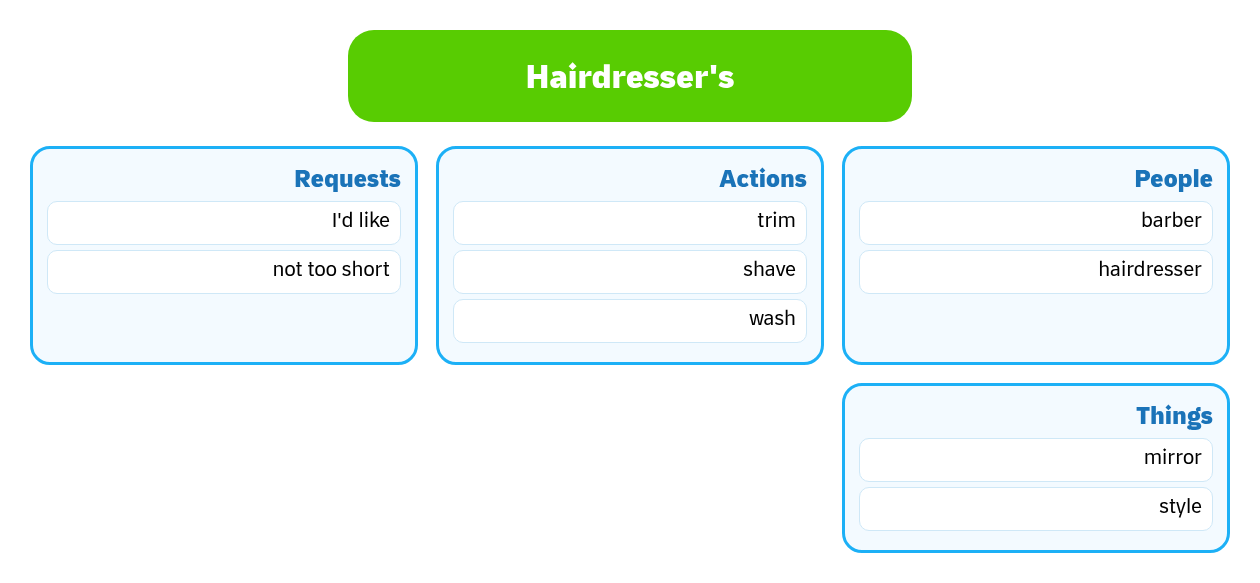 Hairdresser's
People
barber
hairdresser
Actions
trim
shave
wash
Requests
I'd like
not too short
Things
mirror
style